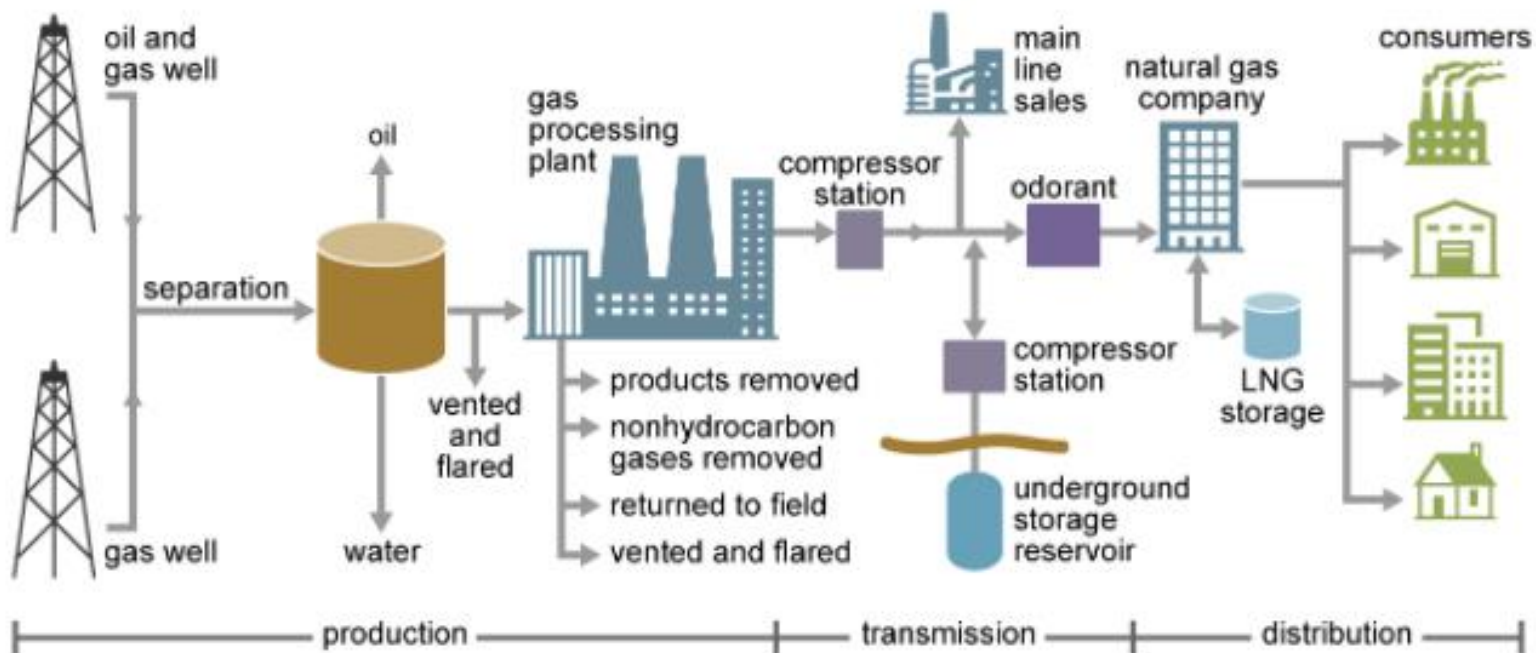 oil and
gas well
oil
separation
gas well
water
vented
and
flared
gas
processing
plant
products removed
nonhydrocarbon
gases removed
returned to field
vented and flared
compressor
station
main
line
sales
odorant
compressor
station
underground
storage
reservoir
natural gas
company
LNG
storage
consumers
production
transmission
distribution